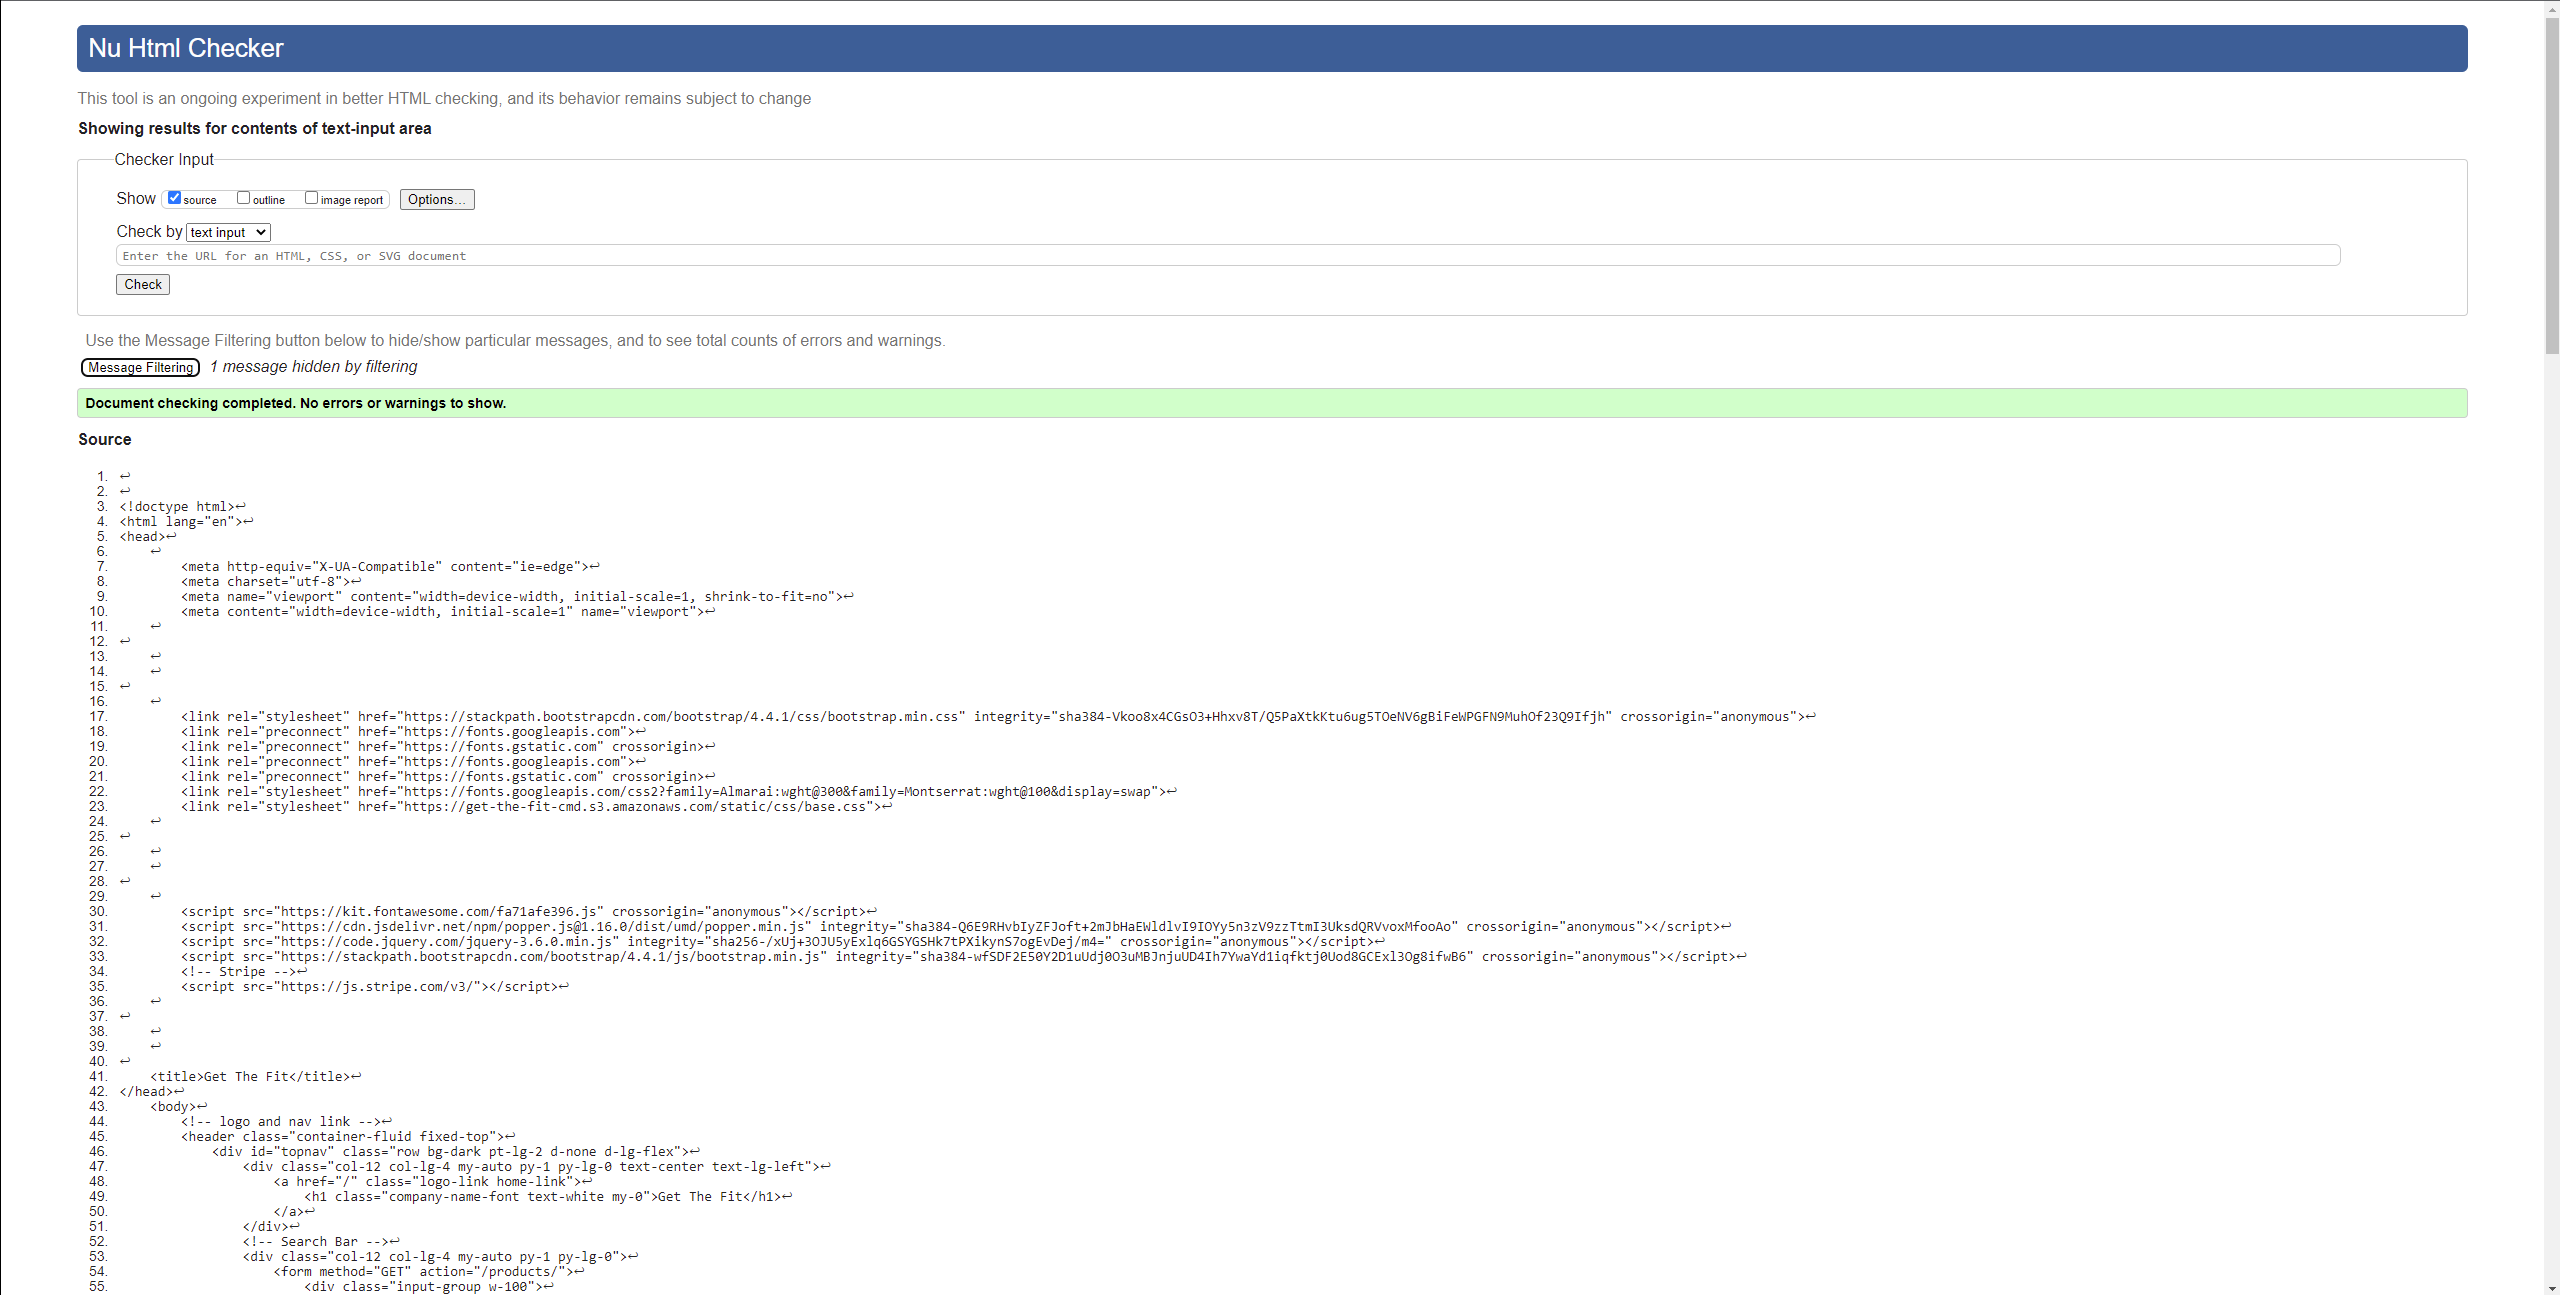 Nu Html Checker
This tool is an ongoing experiment in better HTML checking, and its behavior remains subject to change
Showing results for contents of text-input area
Checker Input
Show source outline image report Options...
Check by text input
Enter the URL for an HTML, CSS, or SVG document
Check
Use the Message Filtering button below to hide/show particular messages, and to see total counts of errors and warnings.
Message Filtering 1 message hidden by filtering
Document checking completed. No errors or warnings to show.
Source
1. ↩
2. ↩
3. <!doctype html>↩
4. <html lang="en">↩
5. <head>↩
6. ↩
7. <meta http-equiv="X-UA-Compatible" content="ie=edge">↩
8. <meta charset="utf-8">↩
9. <meta name="viewport" content="width=device-width, initial-scale=1, shrink-to-fit=no">↩
10. <meta content="width=device-width, initial-scale=1" name="viewport">↩
11. ↩
12. ↩
13. ↩
14. ↩
15. ↩
16. ↩
17. <link rel="stylesheet" href="https://stackpath.bootstrapcdn.com/bootstrap/4.4.1/css/bootstrap.min.css" integrity="sha384-Vkoo8x4CGsO3+Hhxv8T/Q5PaXtkKtu6ug5TOeNV6gBiFeWPGFN9MuhOf23Q9Ifjh" crossorigin="anonymous">↩
18. <link rel="preconnect" href="https://fonts.googleapis.com">↩
19. <link rel="preconnect" href="https://fonts.gstatic.com" crossorigin>↩
20. <link rel="preconnect" href="https://fonts.googleapis.com">↩
21. <link rel="preconnect" href="https://fonts.gstatic.com" crossorigin>↩
22. <link rel="stylesheet" href="https://fonts.googleapis.com/css2?family=Almarai:wght@300&family=Montserrat:wght@100&display=swap">↩
23. <link rel="stylesheet" href="https://get-the-fit-cmd.s3.amazonaws.com/static/css/base.css">↩
24. ↩
25. ↩
26. ↩
27. ↩
28. ↩
29. ↩
30. <script src="https://kit.fontawesome.com/fa71afe396.js" crossorigin="anonymous"></script>↩
31. <script src="https://cdn.jsdelivr.net/npm/popper.js@1.16.0/dist/umd/popper.min.js" integrity="sha384-Q6E9RHvbIyZFJoft+2mJbHaEWldlvI9IOYy5n3zV9zzTtmI3UksdQRVvoxMfooAo" crossorigin="anonymous"></script>↩
32. <script src="https://code.jquery.com/jquery-3.6.0.min.js" integrity="sha256-/xUj+3OJU5yExlq6GSYGSHk7tPXikynS7ogEvDej/m4=" crossorigin="anonymous"></script>↩
33. <script src="https://stackpath.bootstrapcdn.com/bootstrap/4.4.1/js/bootstrap.min.js" integrity="sha384-wfSDF2E50Y2D1uUdj0O3uMBJnjuUD4Ih7YwaYd1iqfktj0Uod8GCExl3Og8ifwB6" crossorigin="anonymous"></script>↩
34. <!-- Stripe -->↩
35. <script src="https://js.stripe.com/v3/"></script>↩
36. ↩
37. ↩
38. ↩
39. ↩
40. ↩
41. <title>Get The Fit</title>↩
42. </head>↩
43. <body>↩
44. <!-- logo and nav link -->↩
45. <header class="container-fluid fixed-top">↩
46. <div id="topnav" class="row bg-dark pt-lg-2 d-none d-lg-flex">↩
47. <div class="col-12 col-lg-4 my-auto py-1 py-lg-0 text-center text-lg-left">↩
48. <a href="/" class="logo-link home-link">↩
49. <h1 class="company-name-font text-white my-0">Get The Fit</h1>↩
50. </a>↩
51. </div>↩
52. <!-- Search Bar -->↩
53. <div class="col-12 col-lg-4 my-auto py-1 py-lg-0">↩
54. <form method="GET" action="/products/">↩
55. <div class="input-group w-100">↩